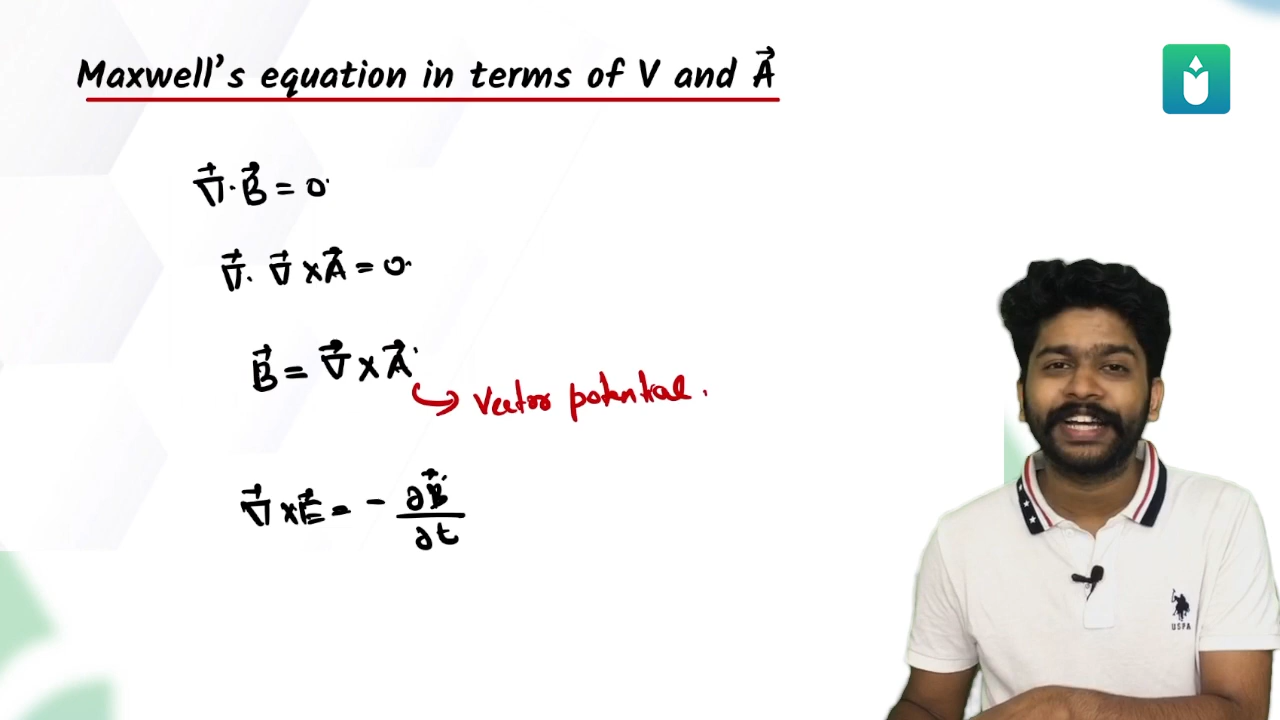 Maxwell's equation in terms of V and A⃗
∇⃗·B⃗ = 0.
∇⃗. ∇⃗ × A⃗ = 0.
B⃗ = ∇⃗ × A⃗.
↳ Vector potential.
∇⃗ × E⃗ = - ∂B⃗/∂t
USPA